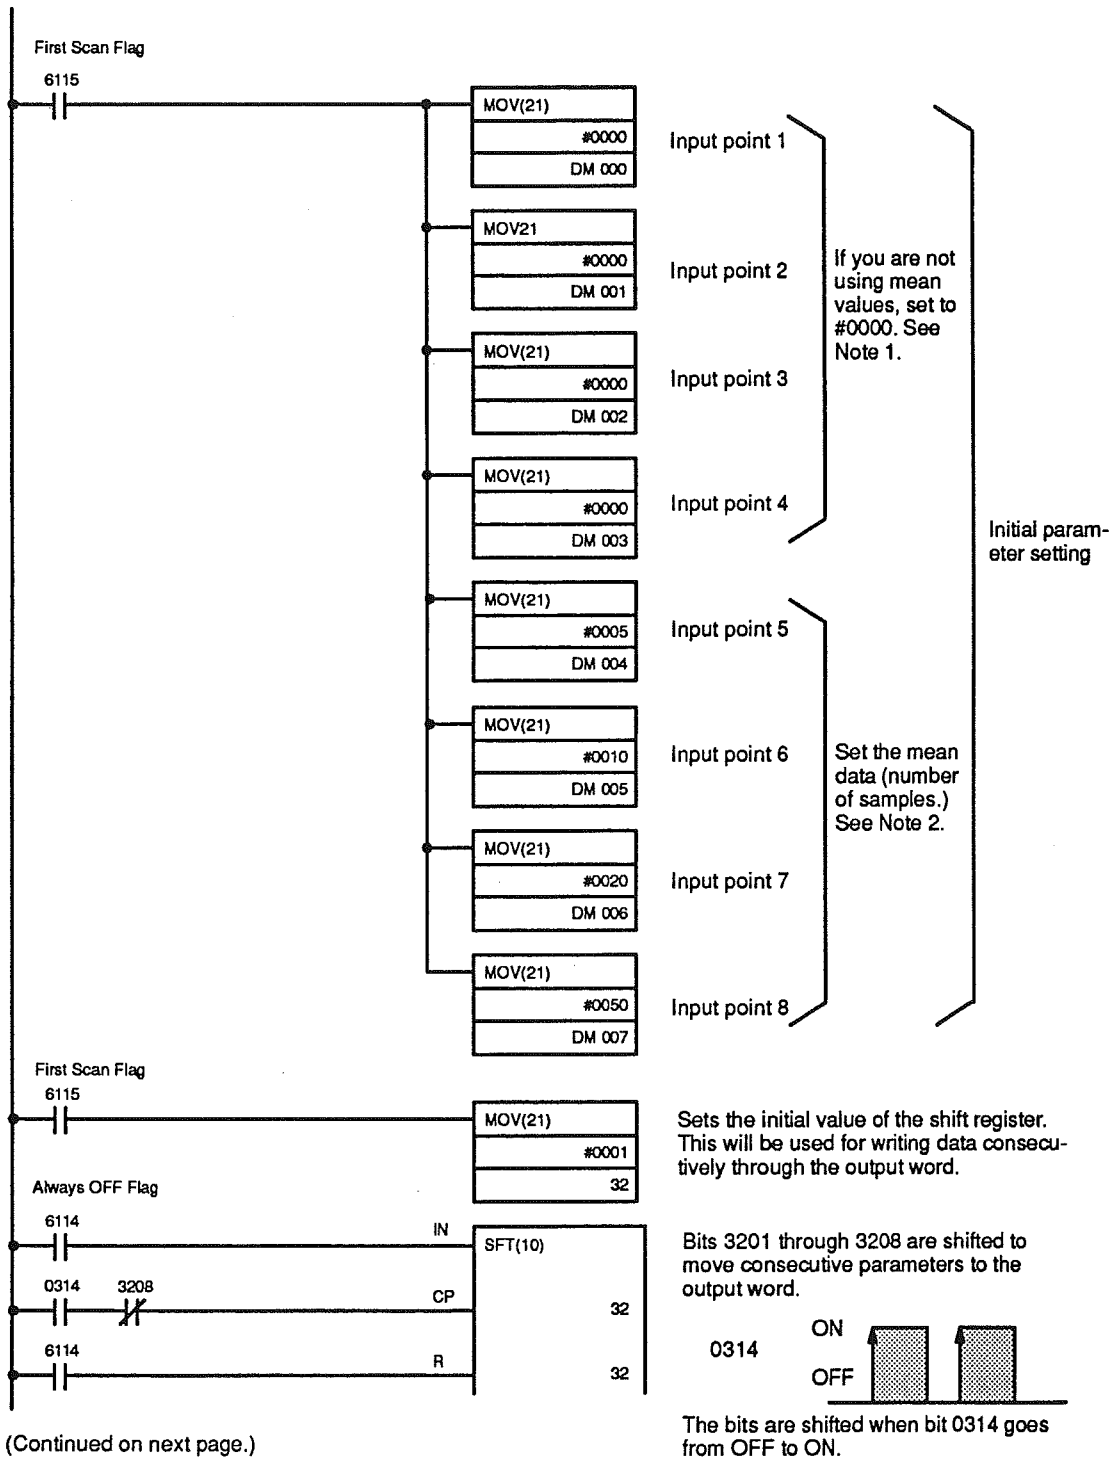 First Scan Flag
6115
MOV(21)
#0000
DM 000
Input point 1
MOV21
#0000
DM 001
Input point 2
If you are not
using mean
values, set to
#0000. See
Note 1.
MOV(21)
#0000
DM 002
Input point 3
MOV(21)
#0000
DM 003
Input point 4
Initial param-
eter setting
MOV(21)
#0005
DM 004
Input point 5
MOV(21)
#0010
DM 005
Input point 6
Set the mean
data (number
of samples.)
See Note 2.
MOV(21)
#0020
DM 006
Input point 7
MOV(21)
#0050
DM 007
Input point 8
First Scan Flag
6115
MOV(21)
#0001
32
Sets the initial value of the shift register.
This will be used for writing data consecu-
tively through the output word.
Always OFF Flag
6114
IN
SFT(10)
0314
3208
CP
32
6114
R
32
Bits 3201 through 3208 are shifted to
move consecutive parameters to the
output word.
0314
ON
OFF
The bits are shifted when bit 0314 goes
from OFF to ON.
(Continued on next page.)